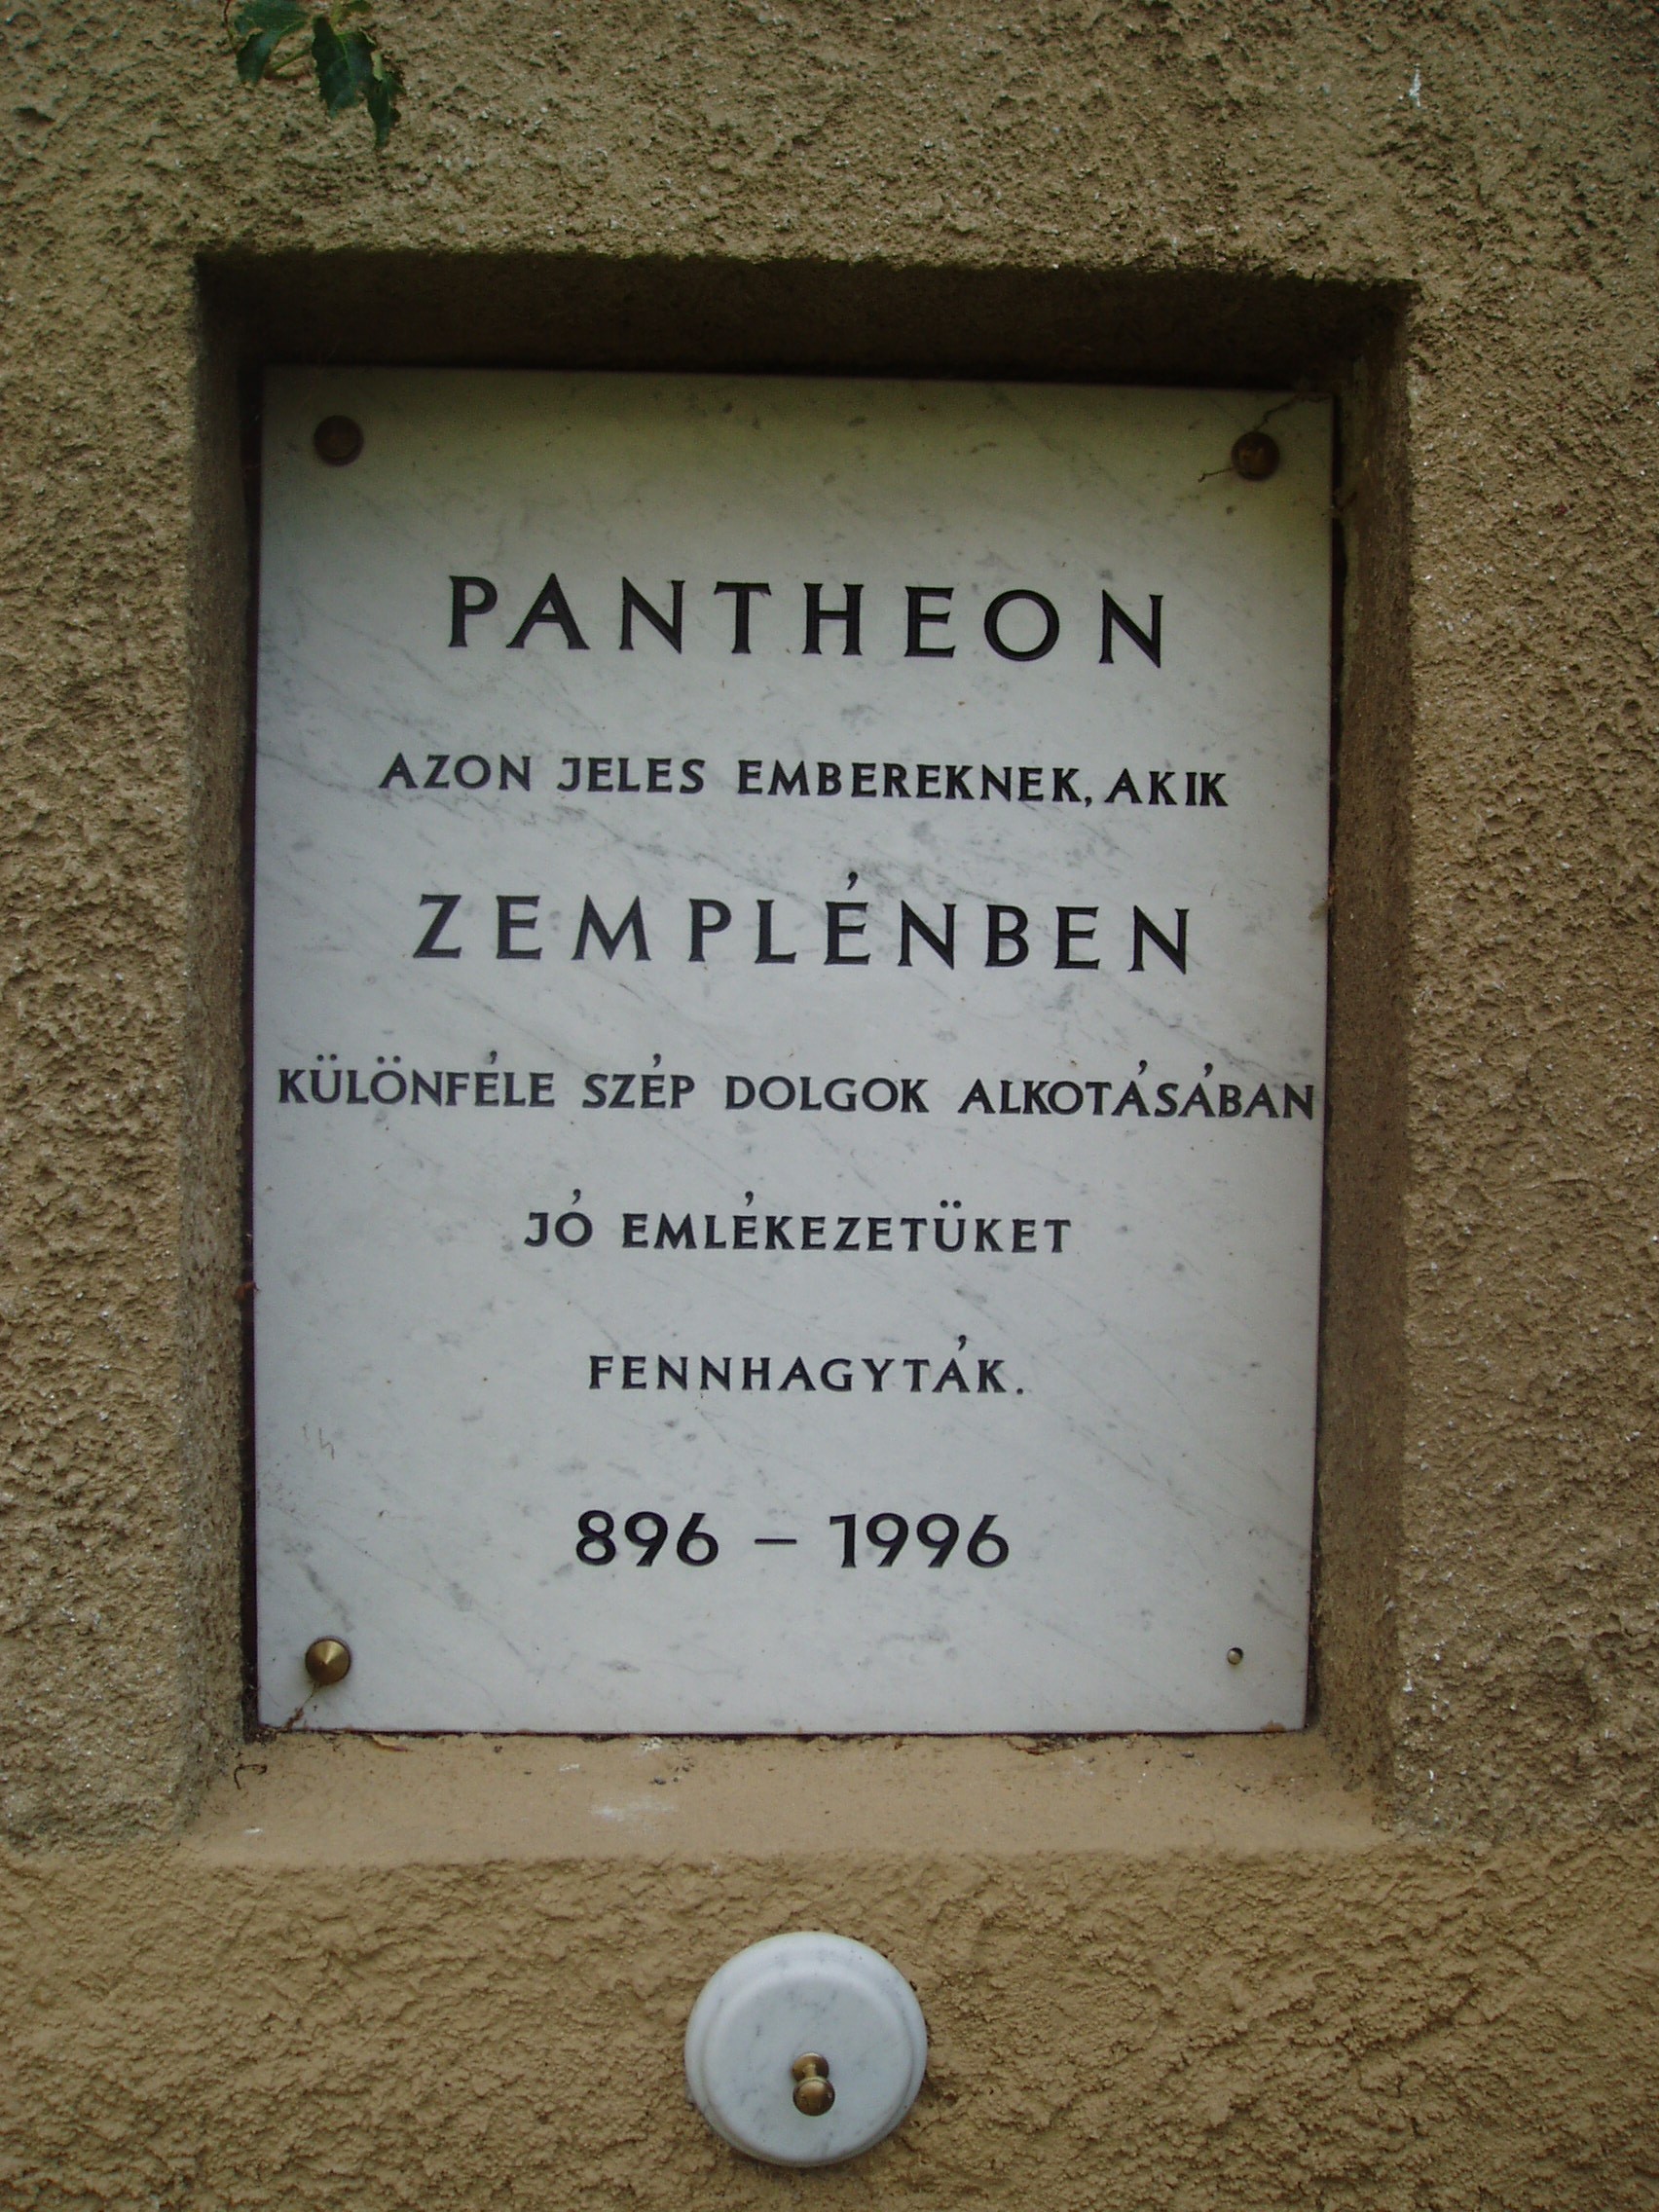 PANTHEON
AZON JELES EMBEREKNEK, AKIK
ZEMPLÉNBEN
KÜLÖNFÉLE SZÉP DOLGOK ALKOTÁSÁBAN
JÓ EMLÉKEZETÜKET
FENNHAGYTÁK.
896 – 1996